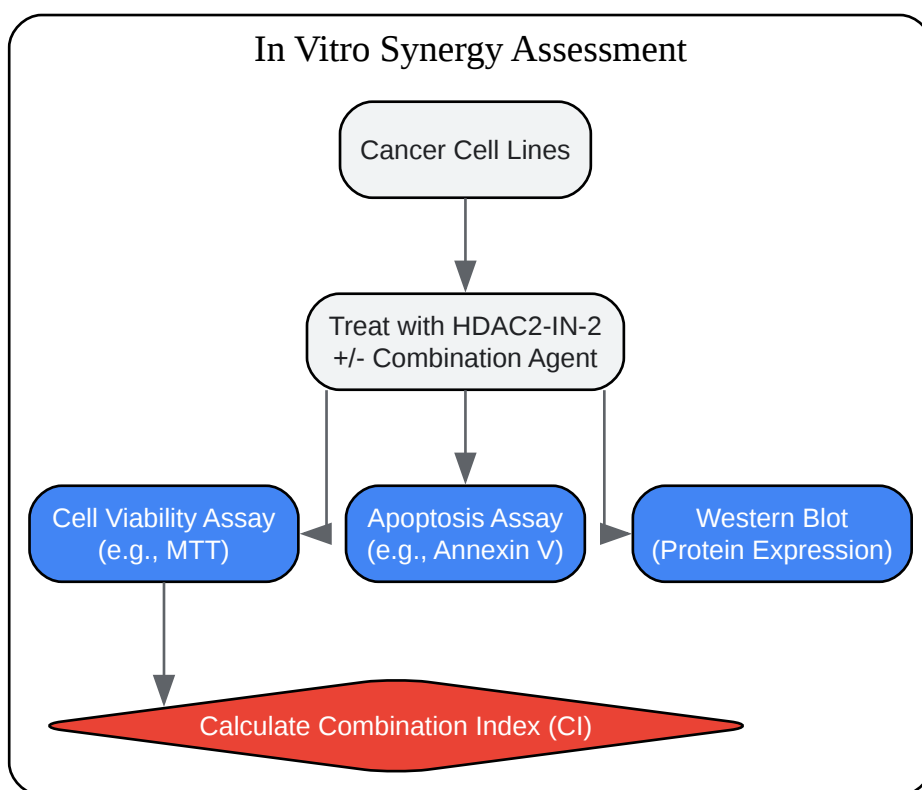 In Vitro Synergy Assessment
Cancer Cell Lines
Treat with HDAC2-IN-2
+/- Combination Agent
Cell Viability Assay
(e.g., MTT)
Apoptosis Assay
(e.g., Annexin V)
Western Blot
(Protein Expression)
Calculate Combination Index (CI)